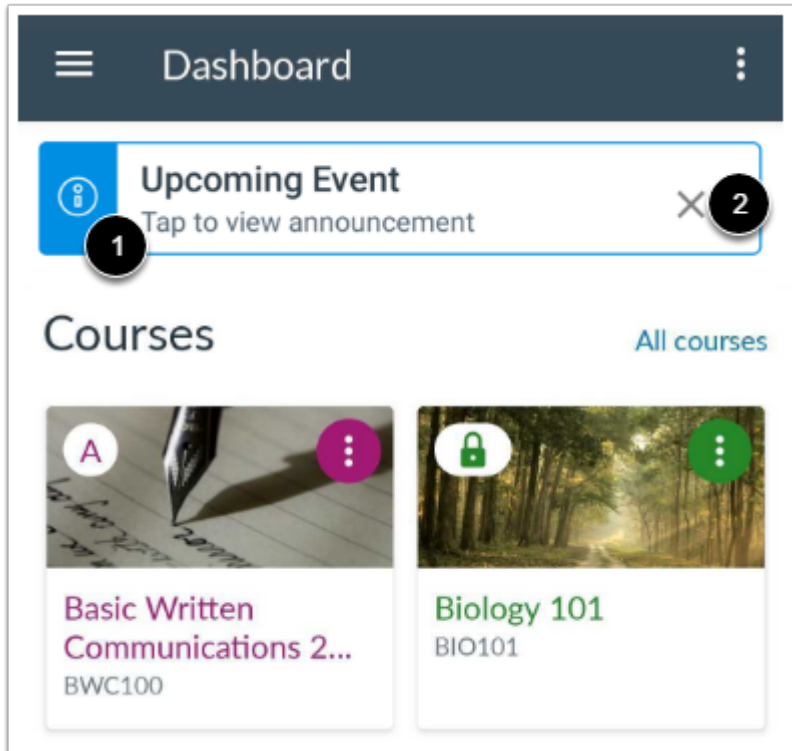 Dashboard
Upcoming Event
Tap to view announcement
1
2
Courses
All courses
A
Basic Written
Communications 2...
BWC100
Biology 101
BIO101